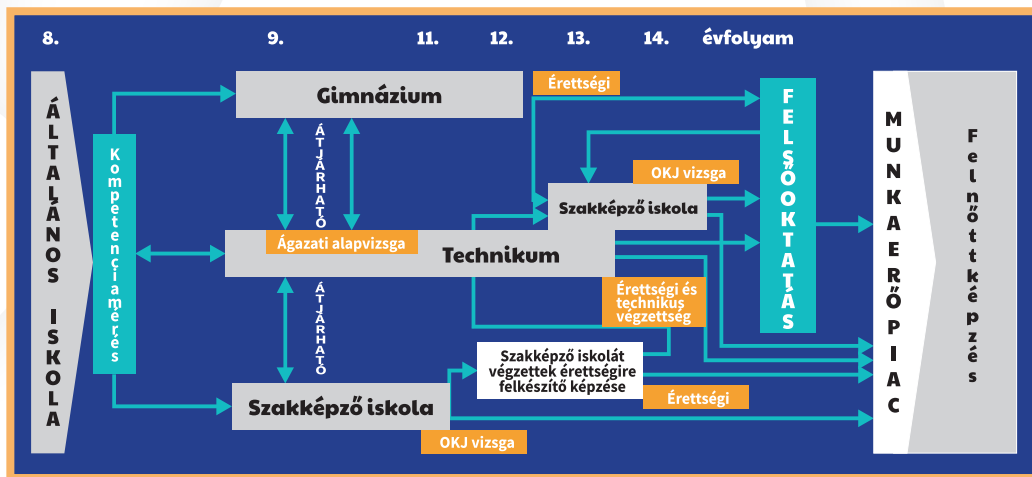 8. 9. 11. 12. 13. 14. évfolyam
ÁLTALÁNOS ISKOLA
Kompetenciamérés
Gimnázium
Érettségi
ÁTJÁRHATÓ
OKJ vizsga
Szakképző iskola
Ágazati alapvizsga
Technikum
ÁTJÁRHATÓ
Érettségi és
technikus
végzettség
Szakképző iskolát
végzettek érettségire
felkészítő képzése
Szakképző iskola
Érettségi
OKJ vizsga
FELSŐOKTATÁS
MUNKAERŐPIAC
Felnőttképzés